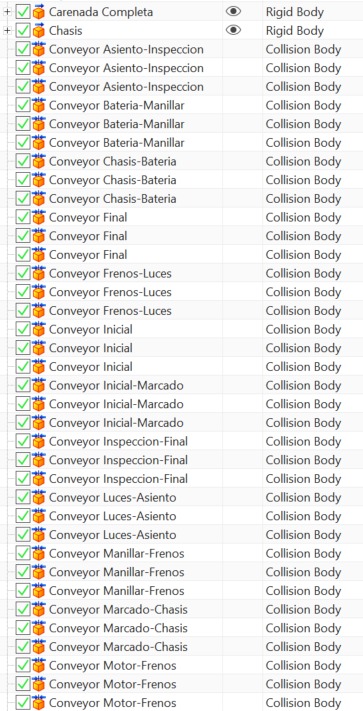 Carenada Completa Rigid Body
Chasis Rigid Body
Conveyor Asiento-Inspeccion Collision Body
Conveyor Asiento-Inspeccion Collision Body
Conveyor Asiento-Inspeccion Collision Body
Conveyor Bateria-Manillar Collision Body
Conveyor Bateria-Manillar Collision Body
Conveyor Bateria-Manillar Collision Body
Conveyor Chasis-Bateria Collision Body
Conveyor Chasis-Bateria Collision Body
Conveyor Chasis-Bateria Collision Body
Conveyor Final Collision Body
Conveyor Final Collision Body
Conveyor Final Collision Body
Conveyor Frenos-Luces Collision Body
Conveyor Frenos-Luces Collision Body
Conveyor Frenos-Luces Collision Body
Conveyor Inicial Collision Body
Conveyor Inicial Collision Body
Conveyor Inicial Collision Body
Conveyor Inicial-Marcado Collision Body
Conveyor Inicial-Marcado Collision Body
Conveyor Inicial-Marcado Collision Body
Conveyor Inspeccion-Final Collision Body
Conveyor Inspeccion-Final Collision Body
Conveyor Inspeccion-Final Collision Body
Conveyor Luces-Asiento Collision Body
Conveyor Luces-Asiento Collision Body
Conveyor Luces-Asiento Collision Body
Conveyor Manillar-Frenos Collision Body
Conveyor Manillar-Frenos Collision Body
Conveyor Manillar-Frenos Collision Body
Conveyor Marcado-Chasis Collision Body
Conveyor Marcado-Chasis Collision Body
Conveyor Marcado-Chasis Collision Body
Conveyor Motor-Frenos Collision Body
Conveyor Motor-Frenos Collision Body
Conveyor Motor-Frenos Collision Body